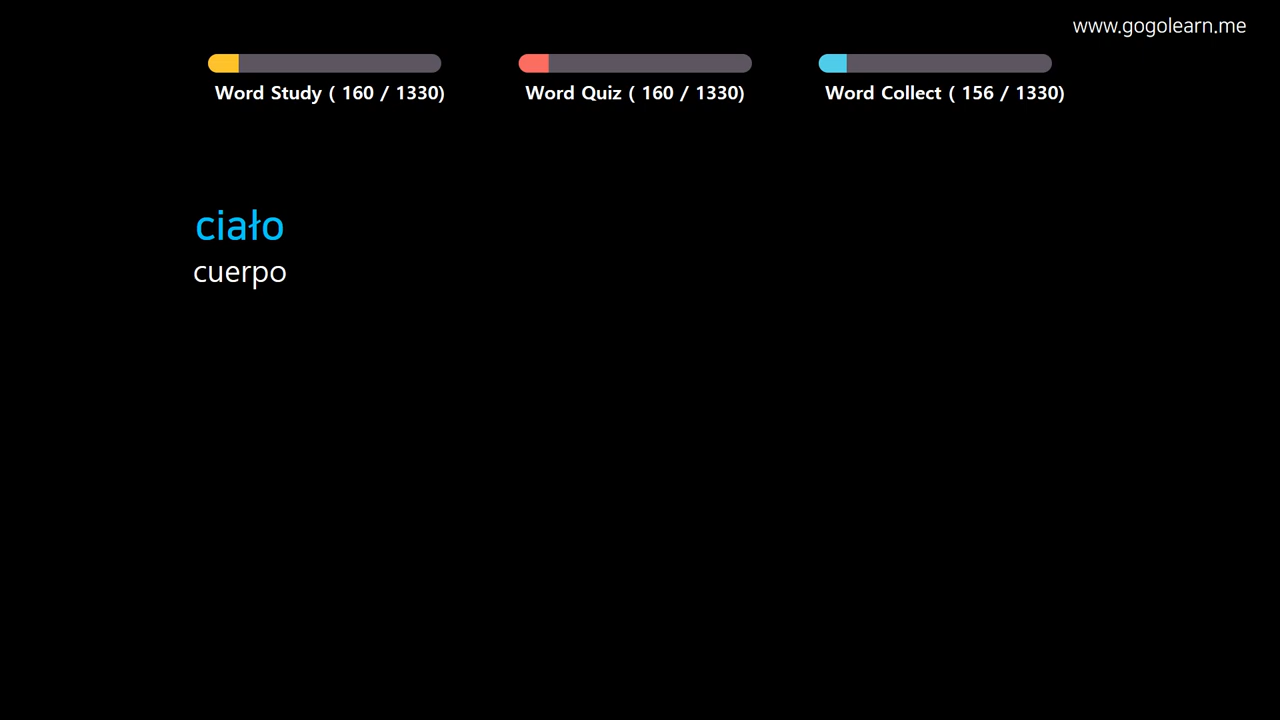 www.gogolearn.me
Word Study ( 160 / 1330)
Word Quiz ( 160 / 1330)
Word Collect ( 156 / 1330)
ciało
cuerpo